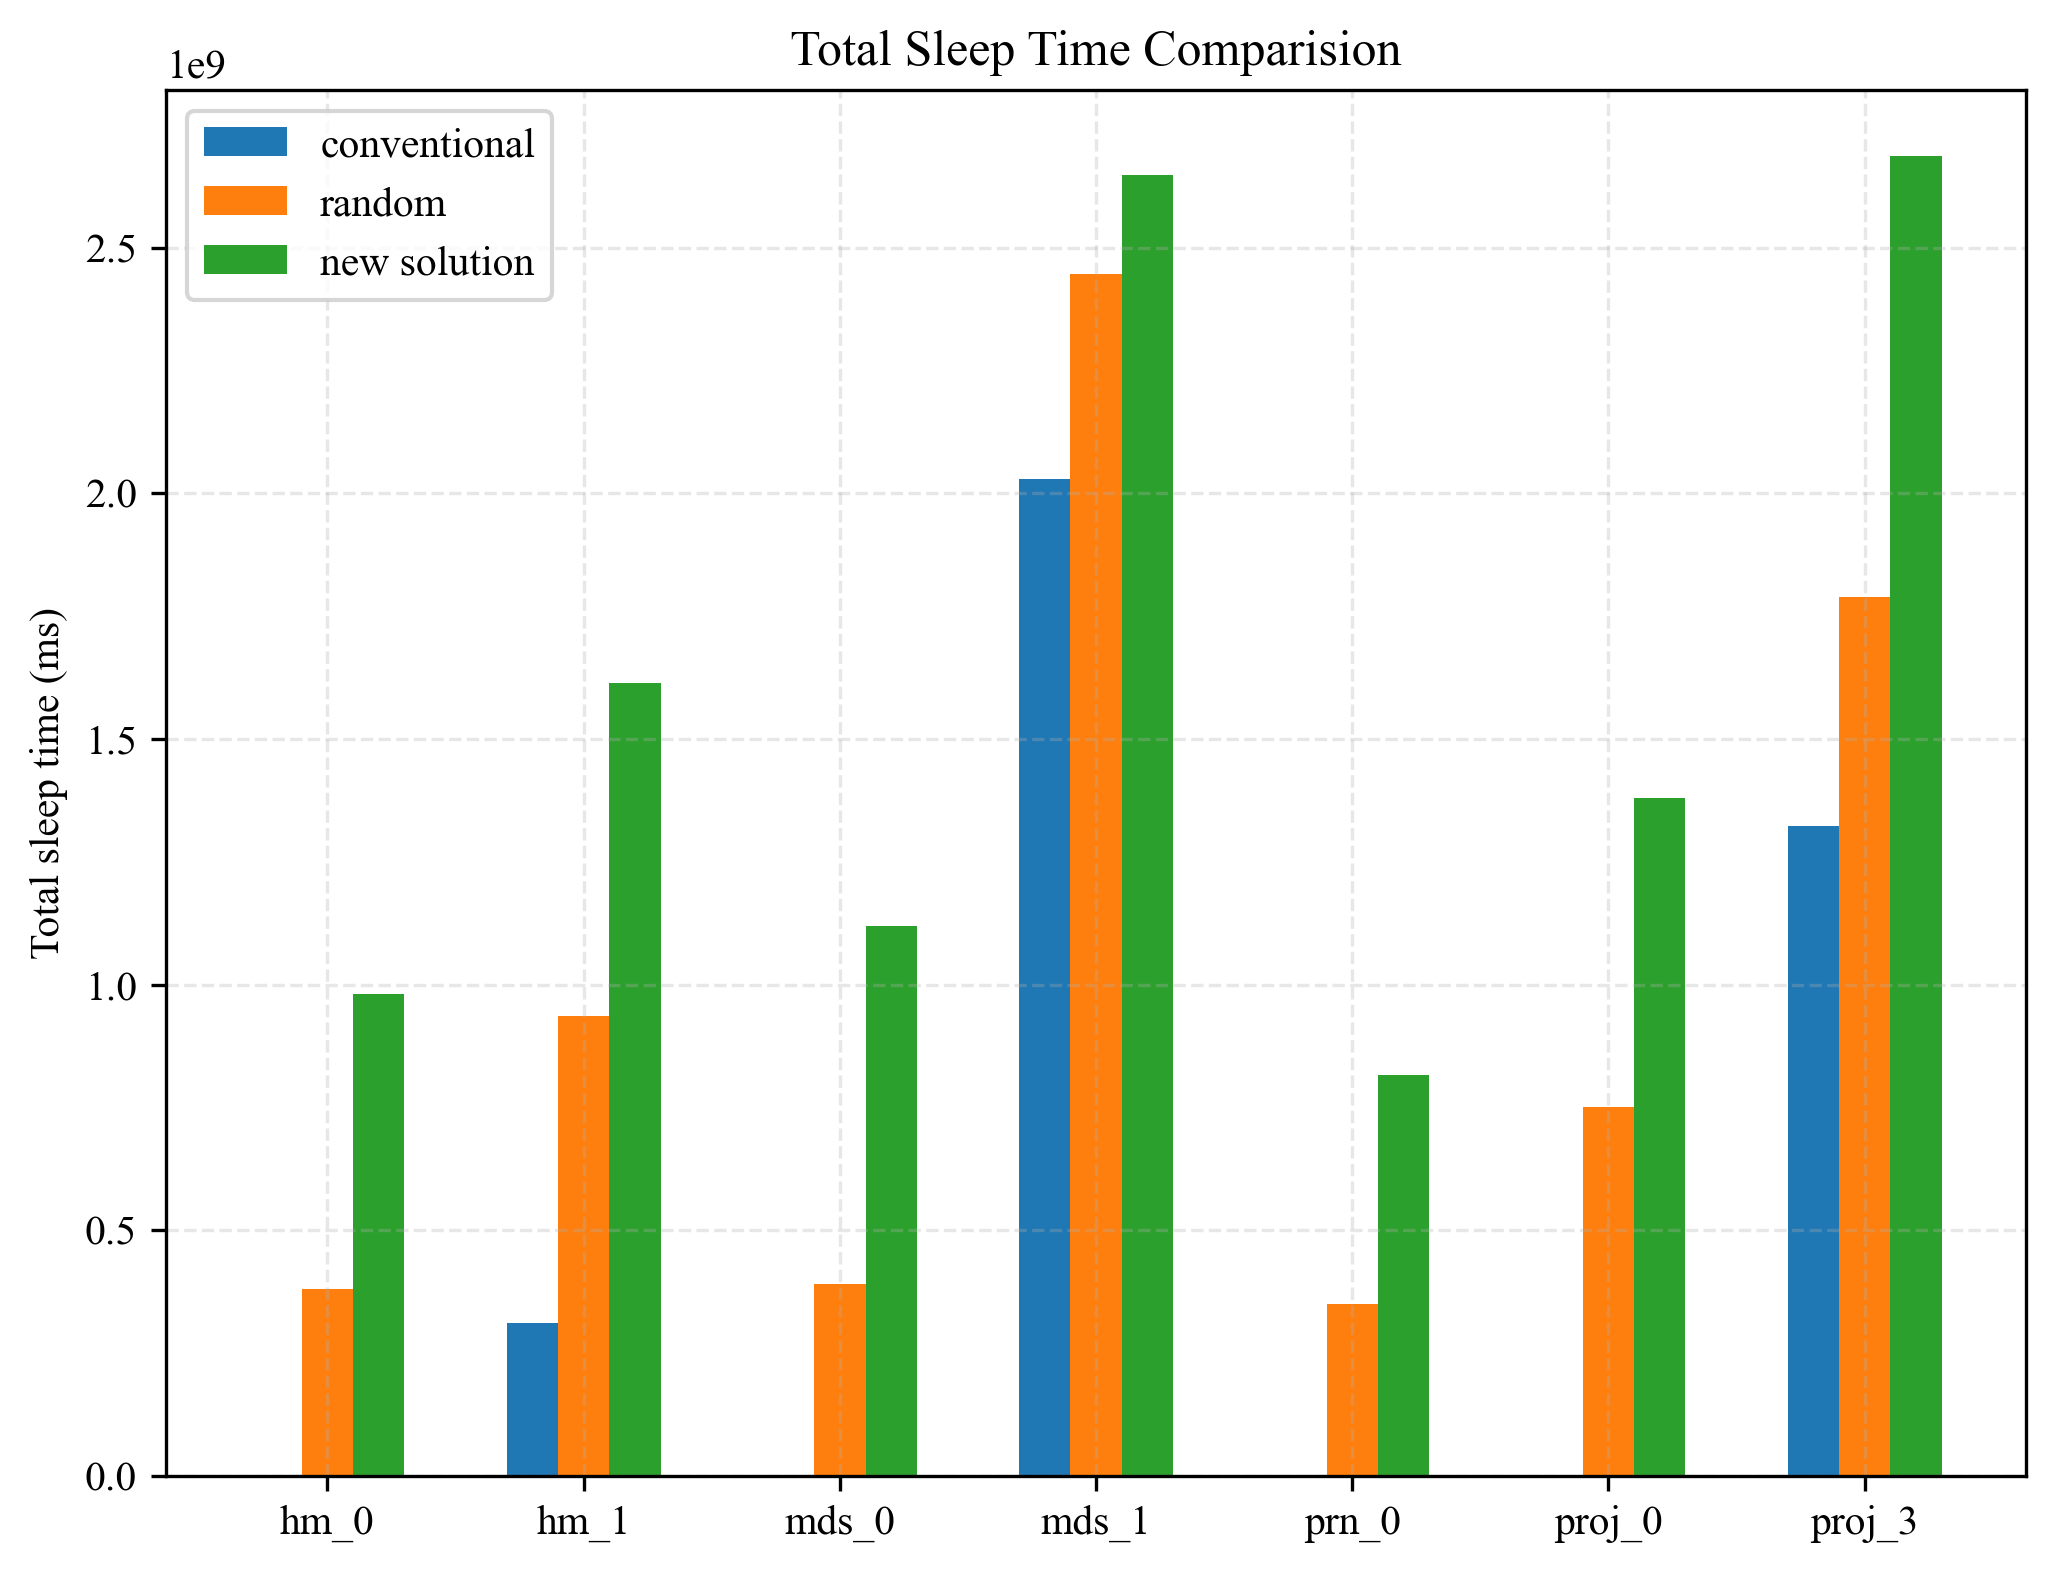 Total Sleep Time Comparision
1e9
conventional
random
new solution
2.5
2.0
1.5
1.0
0.5
0.0
Total sleep time (ms)
hm_0 hm_1 mds_0 mds_1 prn_0 proj_0 proj_3